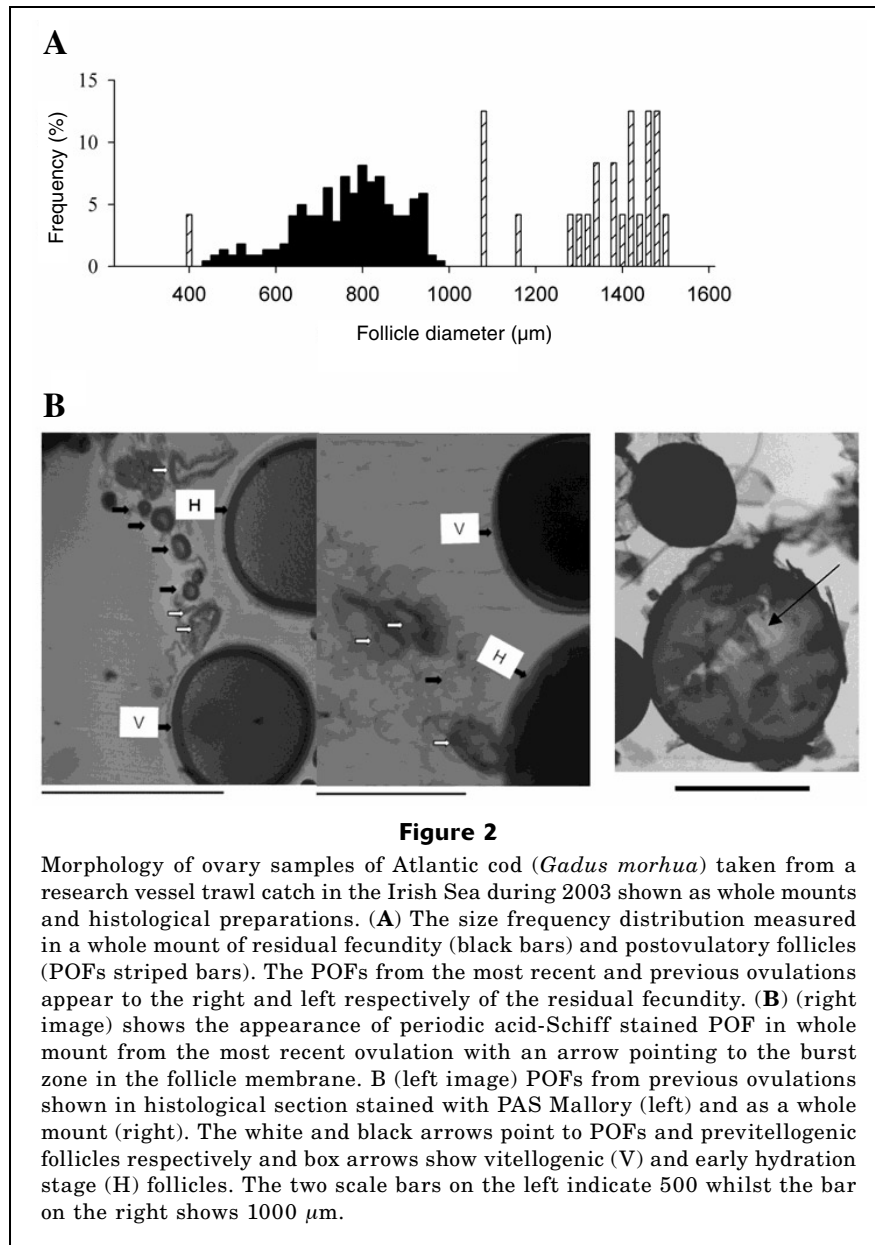 A
15
10
5
0
Frequency (%)
400 600 800 1000 1200 1400 1600
Follicle diameter (µm)
B
H
V
V
H
Figure 2
Morphology of ovary samples of Atlantic cod (Gadus morhua) taken from a
research vessel trawl catch in the Irish Sea during 2003 shown as whole mounts
and histological preparations. (A) The size frequency distribution measured
in a whole mount of residual fecundity (black bars) and postovulatory follicles
(POFs striped bars). The POFs from the most recent and previous ovulations
appear to the right and left respectively of the residual fecundity. (B) (right
image) shows the appearance of periodic acid-Schiff stained POF in whole
mount from the most recent ovulation with an arrow pointing to the burst
zone in the follicle membrane. B (left image) POFs from previous ovulations
shown in histological section stained with PAS Mallory (left) and as a whole
mount (right). The white and black arrows point to POFs and previtellogenic
follicles respectively and box arrows show vitellogenic (V) and early hydration
stage (H) follicles. The two scale bars on the left indicate 500 whilst the bar
on the right shows 1000 µm.